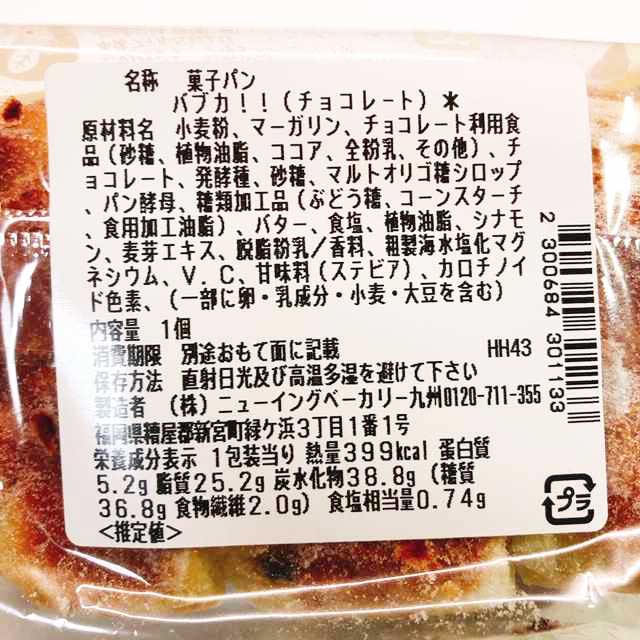 名称 菓子パン
バブカ！！（チョコレート）＊
原材料名 小麦粉、マーガリン、チョコレート利用食
品（砂糖、植物油脂、ココア、全粉乳、その他）、チ
ョコレート、発酵種、砂糖、マルトオリゴ糖シロップ
、パン酵母、糖類加工品（ぶどう糖、コーンスターチ
、食用加工油脂）、バター、食塩、植物油脂、シナモ
ン、麦芽エキス、脱脂粉乳／香料、粗製海水塩化マグ
ネシウム、Ｖ．Ｃ、甘味料（ステビア）、カロチノイ
ド色素、（一部に卵・乳成分・小麦・大豆を含む）
内容量 1個
消費期限 別途おもて面に記載 HH43
保存方法 直射日光及び高温多湿を避けて下さい
製造者 （株）ニューイングベーカリー九州0120-711-355
福岡県糟屋郡新宮町緑ケ浜3丁目1番1号
栄養成分表示 1包装当り 熱量399kcal 蛋白質
5.2g 脂質25.2g 炭水化物38.8g（糖質
36.8g 食物繊維2.0g） 食塩相当量0.74g
＜推定値＞
プラ
2 300684 301133